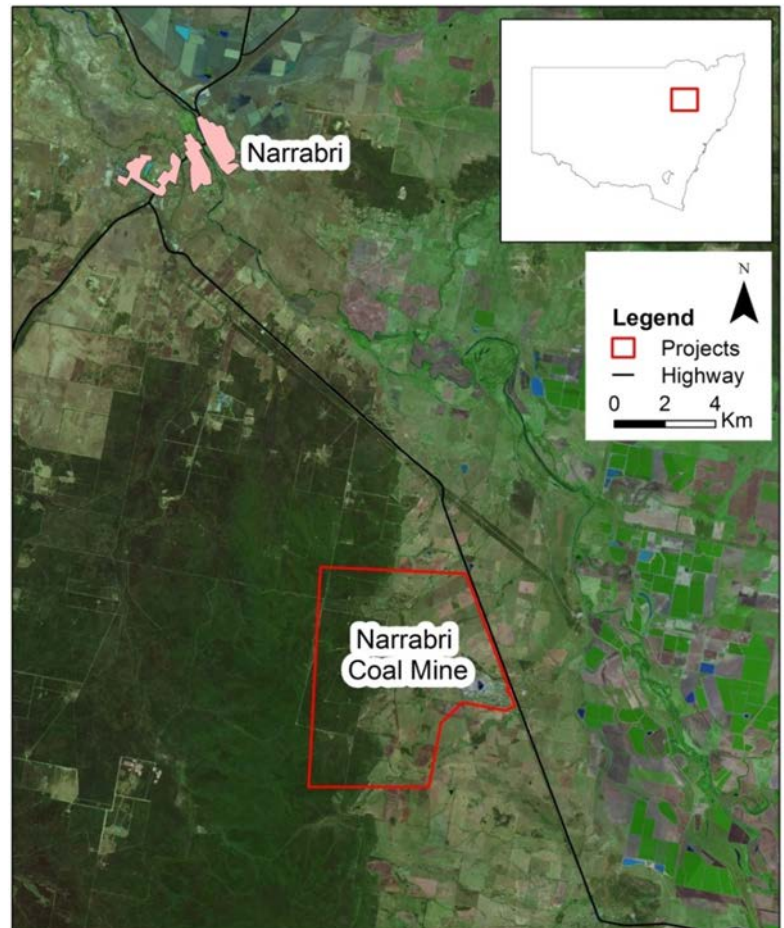 Narrabri
N
Legend
Projects
Highway
0 2 4
Km
Narrabri
Coal Mine